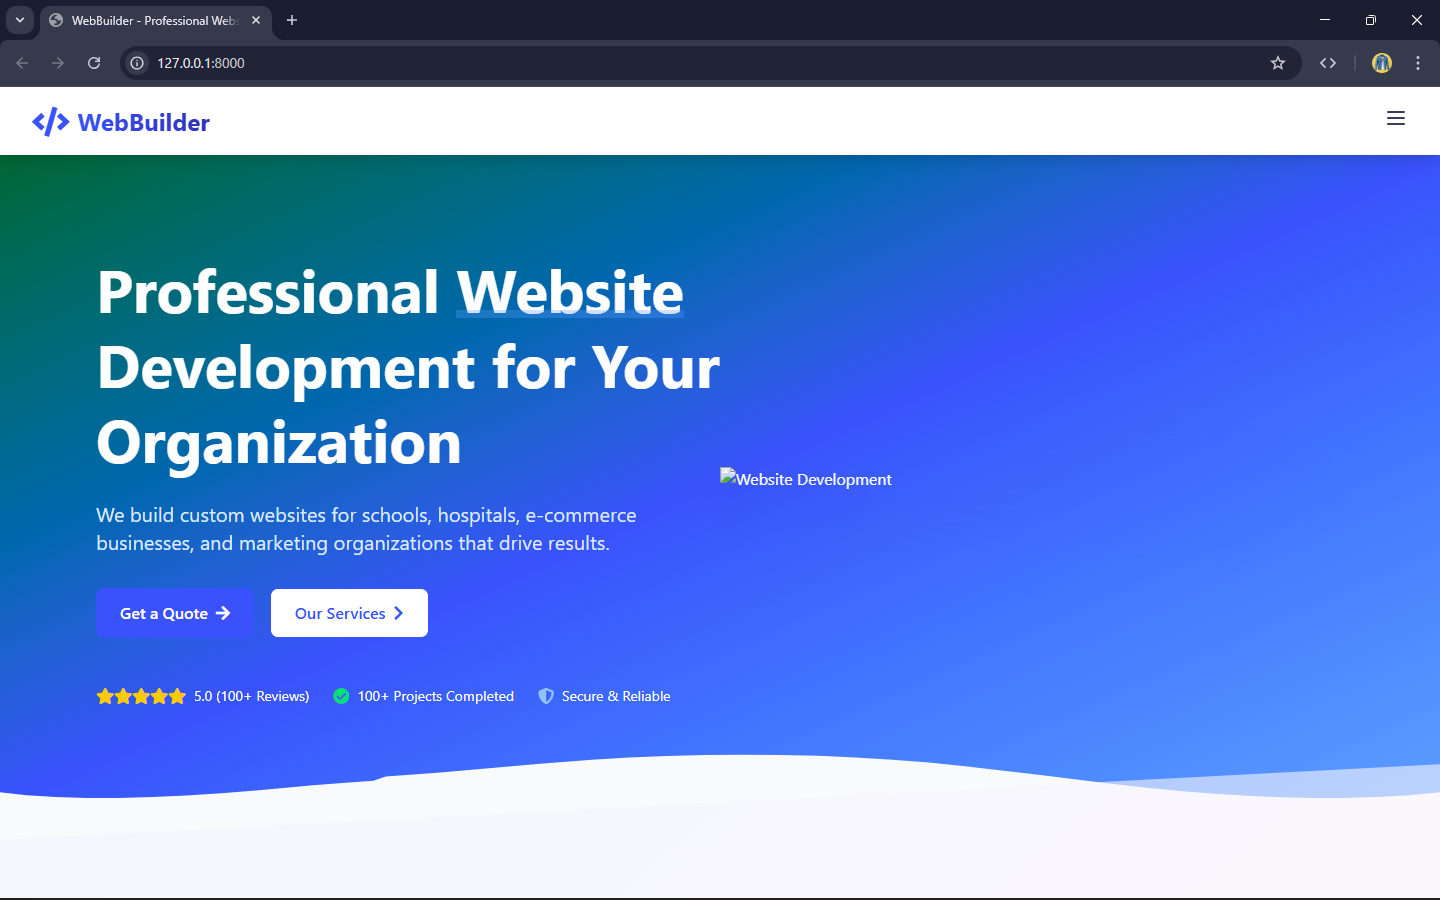 WebBuilder - Professional Webs
127.0.0.1:8000
WebBuilder
Professional Website
Development for Your
Organization
Website Development
We build custom websites for schools, hospitals, e-commerce
businesses, and marketing organizations that drive results.
Get a Quote
Our Services
5.0 (100+ Reviews)
100+ Projects Completed
Secure & Reliable